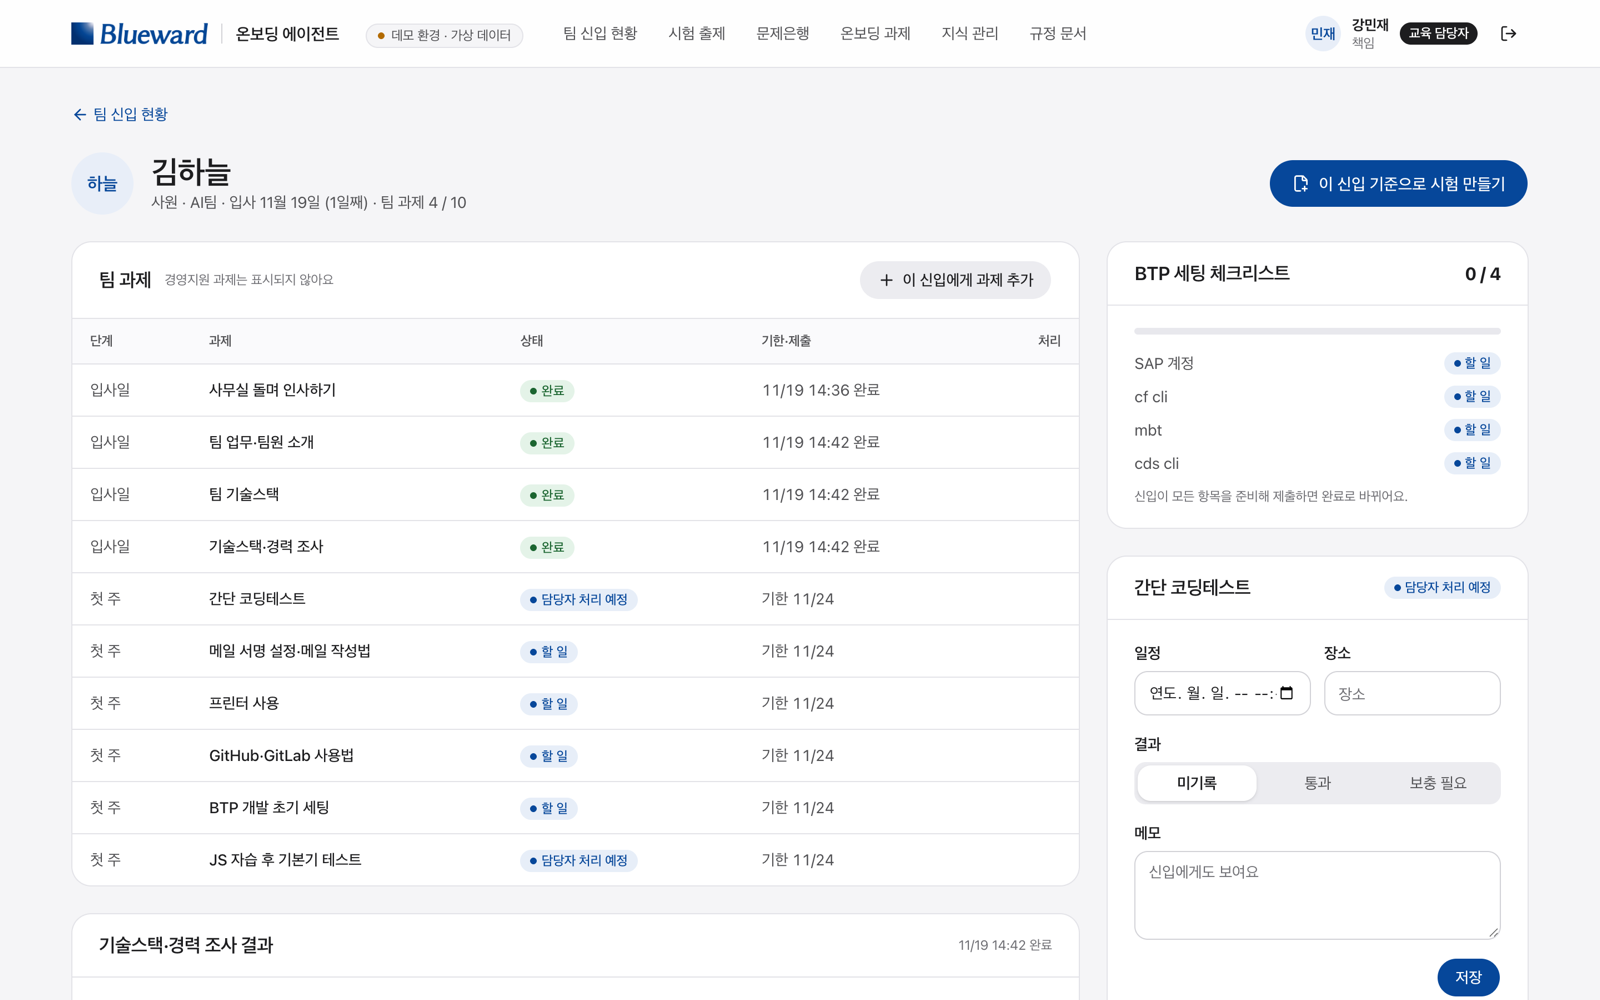 Blueward
온보딩 에이전트
데모 환경 · 가상 데이터
팀 신입 현황
시험 출제
문제은행
온보딩 과제
지식 관리
규정 문서
민재
강민재
책임
교육 담당자
← 팀 신입 현황
하늘
김하늘
사원 · AI팀 · 입사 11월 19일 (1일째) · 팀 과제 4 / 10
이 신입 기준으로 시험 만들기
팀 과제 경영지원 과제는 표시되지 않아요
+ 이 신입에게 과제 추가
단계 과제 상태 기한·제출 처리
입사일 사무실 돌며 인사하기 완료 11/19 14:36 완료
입사일 팀 업무·팀원 소개 완료 11/19 14:42 완료
입사일 팀 기술스택 완료 11/19 14:42 완료
입사일 기술스택·경력 조사 완료 11/19 14:42 완료
첫 주 간단 코딩테스트 담당자 처리 예정 기한 11/24
첫 주 메일 서명 설정·메일 작성법 할 일 기한 11/24
첫 주 프린터 사용 할 일 기한 11/24
첫 주 GitHub·GitLab 사용법 할 일 기한 11/24
첫 주 BTP 개발 초기 세팅 할 일 기한 11/24
첫 주 JS 자습 후 기본기 테스트 담당자 처리 예정 기한 11/24
기술스택·경력 조사 결과 11/19 14:42 완료
BTP 세팅 체크리스트 0 / 4
SAP 계정 할 일
cf cli 할 일
mbt 할 일
cds cli 할 일
신입이 모든 항목을 준비해 제출하면 완료로 바뀌어요.
간단 코딩테스트 담당자 처리 예정
일정 장소
연도. 월. 일. -- --: 장소
결과
미기록 통과 보충 필요
메모
신입에게도 보여요
저장